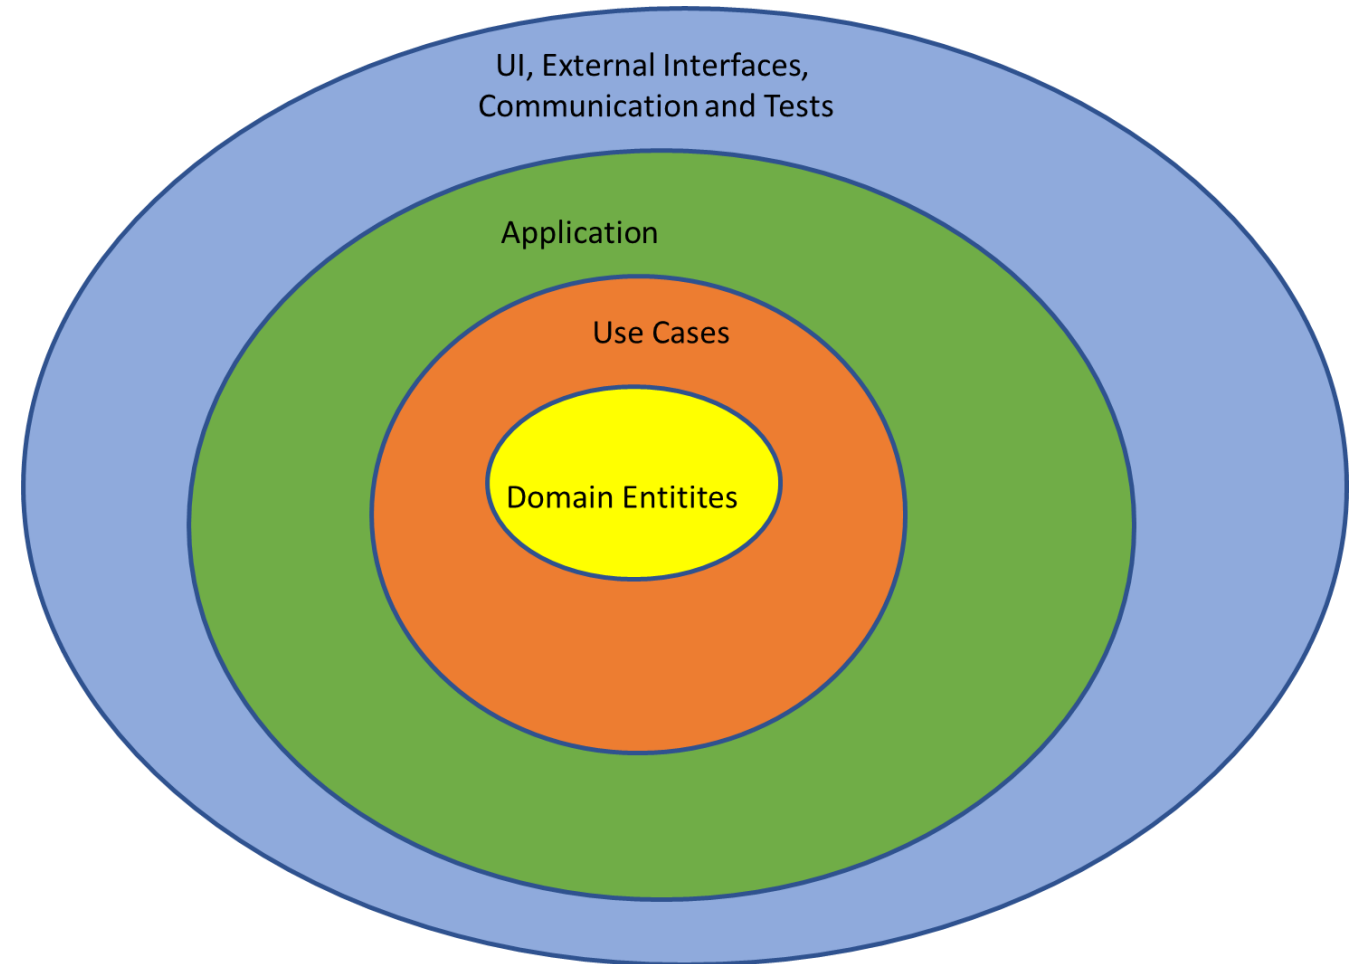 UI, External Interfaces,
Communication and Tests
Application
Use Cases
Domain Entitites